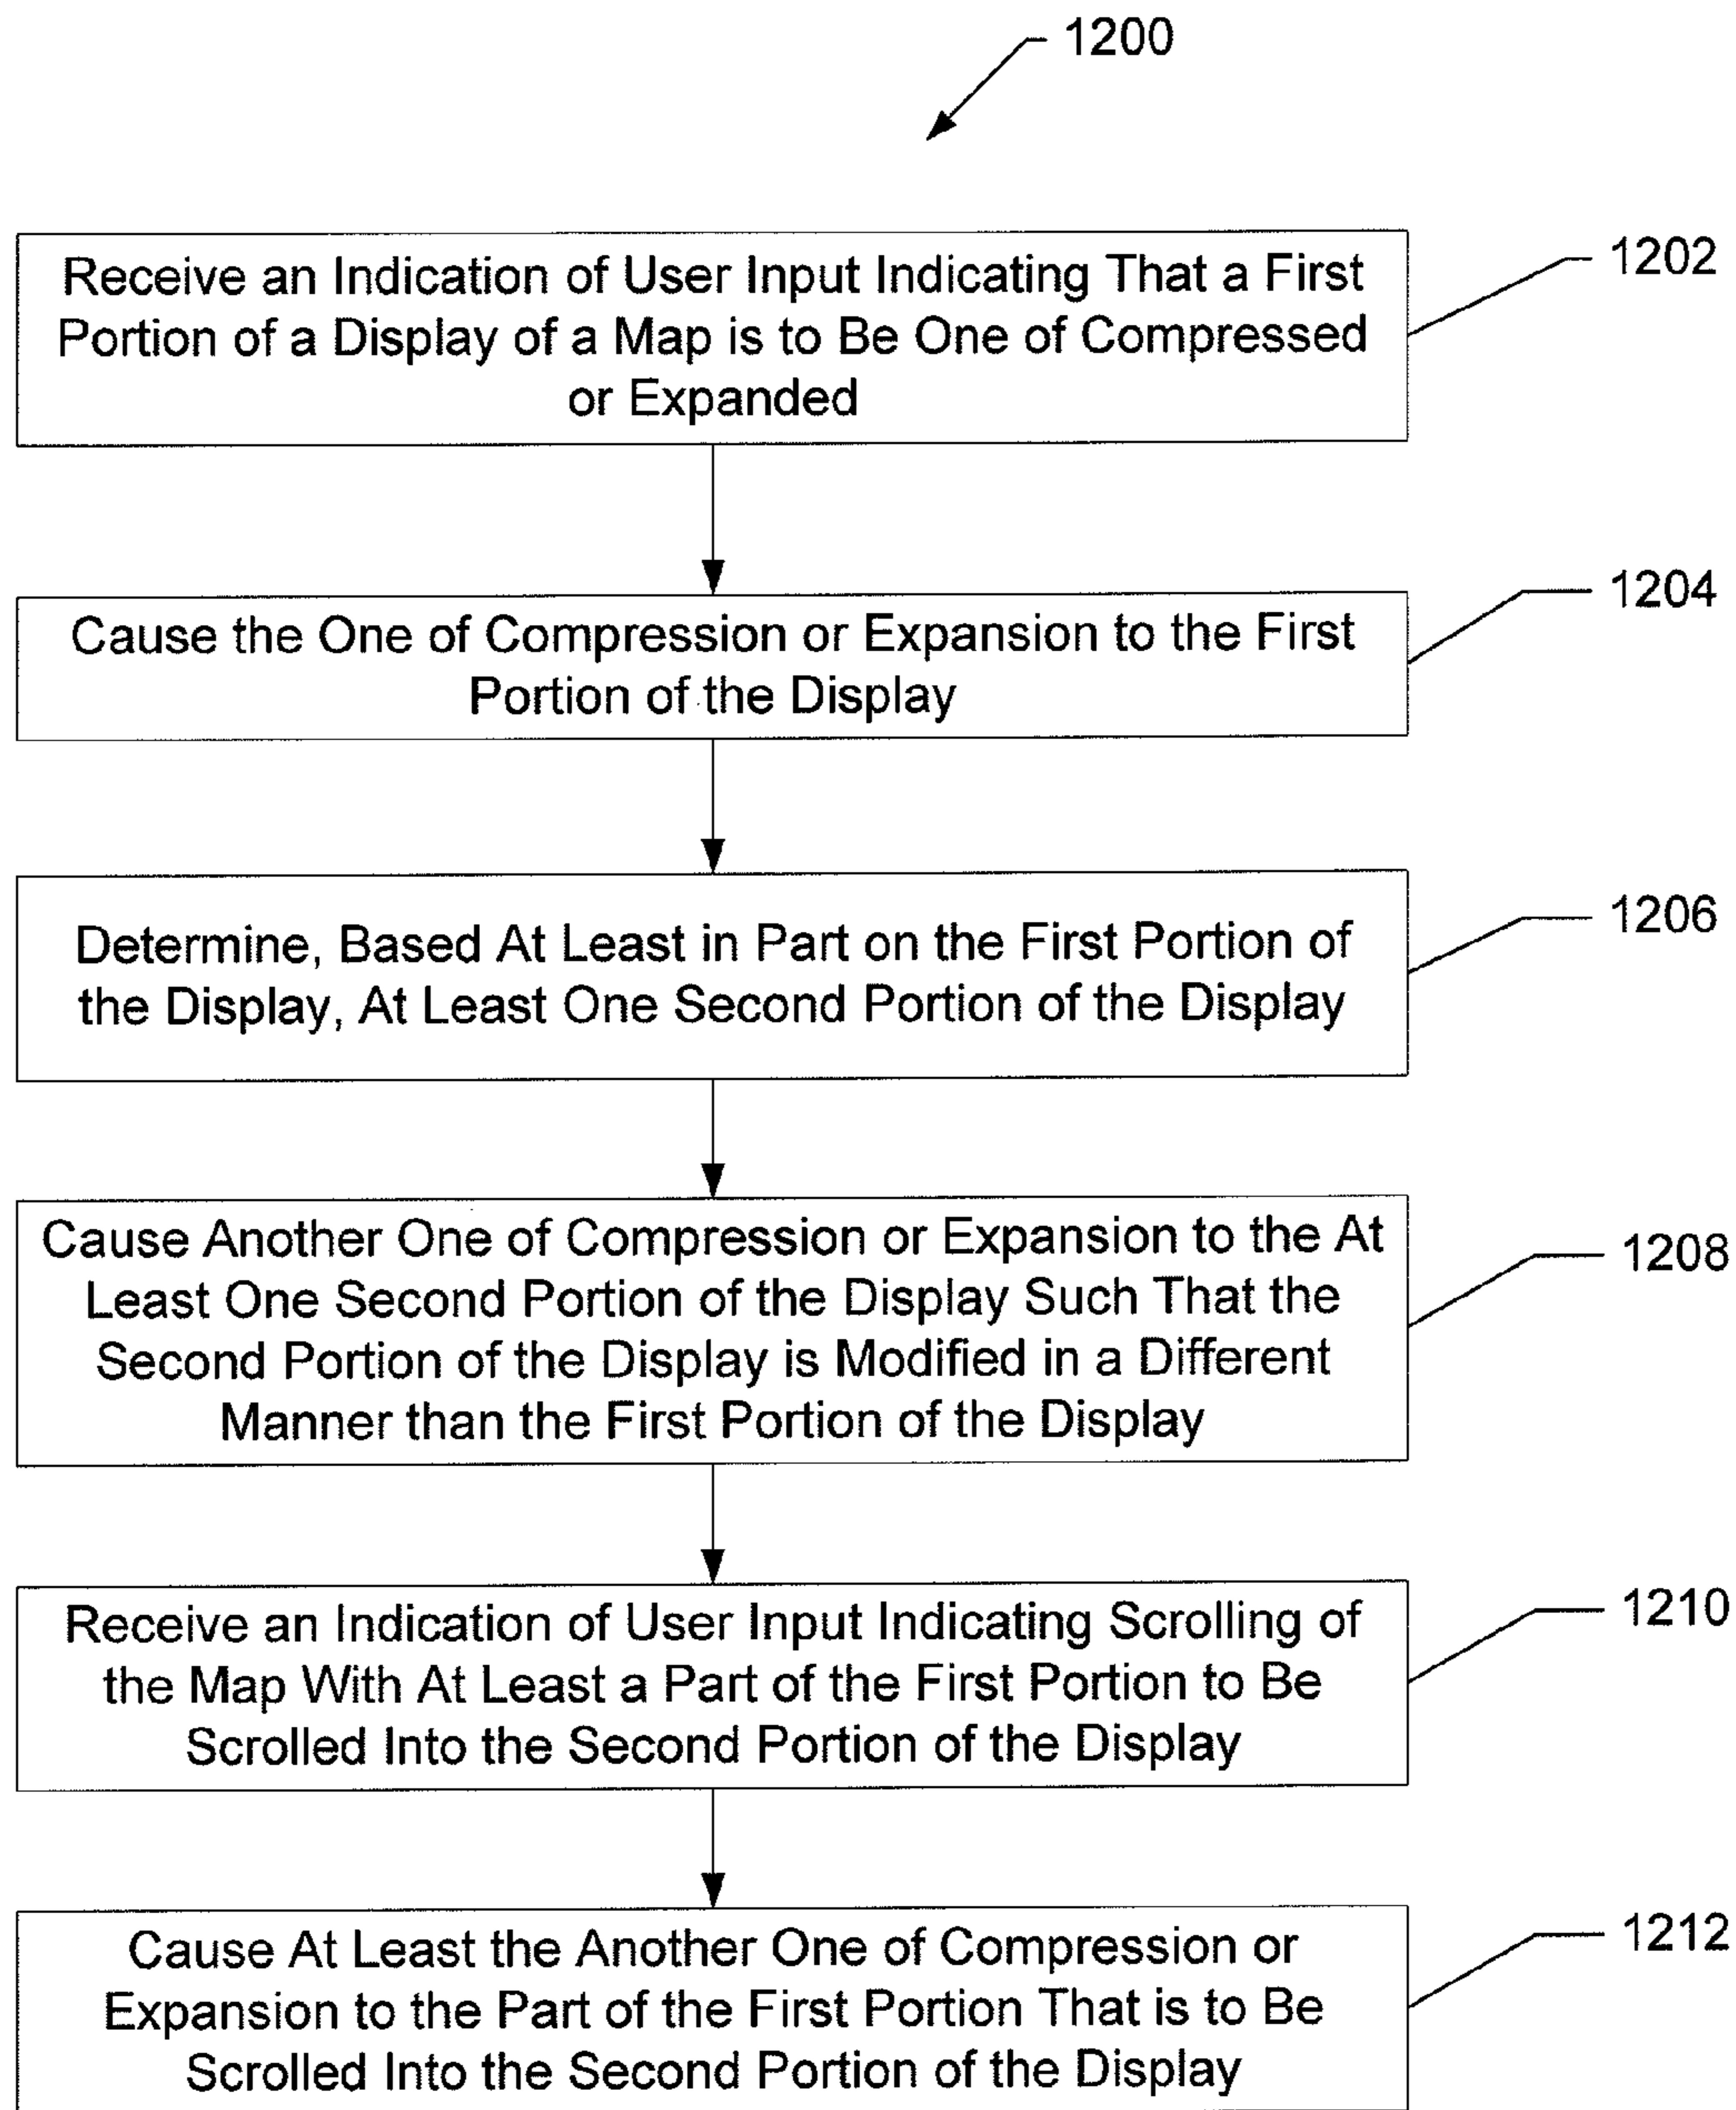 1200
Receive an Indication of User Input Indicating That a First
Portion of a Display of a Map is to Be One of Compressed
or Expanded
1202
Cause the One of Compression or Expansion to the First
Portion of the Display
1204
Determine, Based At Least in Part on the First Portion of
the Display, At Least One Second Portion of the Display
1206
Cause Another One of Compression or Expansion to the At
Least One Second Portion of the Display Such That the
Second Portion of the Display is Modified in a Different
Manner than the First Portion of the Display
1208
Receive an Indication of User Input Indicating Scrolling of
the Map With At Least a Part of the First Portion to Be
Scrolled Into the Second Portion of the Display
1210
Cause At Least the Another One of Compression or
Expansion to the Part of the First Portion That is to Be
Scrolled Into the Second Portion of the Display
1212